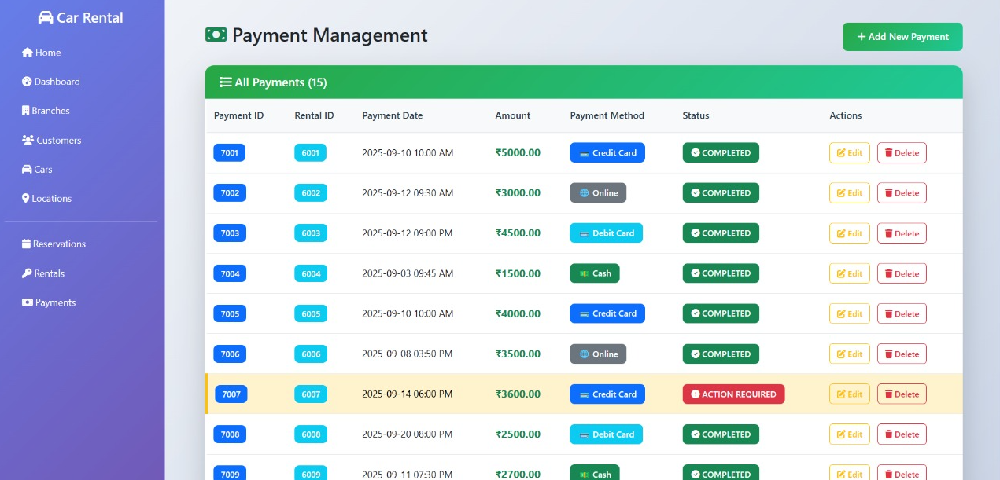 Car Rental
Home
Dashboard
Branches
Customers
Cars
Locations
Reservations
Rentals
Payments
Payment Management
+ Add New Payment
All Payments (15)
Payment ID Rental ID Payment Date Amount Payment Method Status Actions
7001 6001 2025-09-10 10:00 AM ₹5000.00 Credit Card COMPLETED Edit Delete
7002 6002 2025-09-12 09:30 AM ₹3000.00 Online COMPLETED Edit Delete
7003 6003 2025-09-12 09:00 PM ₹4500.00 Debit Card COMPLETED Edit Delete
7004 6004 2025-09-03 09:45 AM ₹1500.00 Cash COMPLETED Edit Delete
7005 6005 2025-09-10 10:00 AM ₹4000.00 Credit Card COMPLETED Edit Delete
7006 6006 2025-09-08 03:50 PM ₹3500.00 Online COMPLETED Edit Delete
7007 6007 2025-09-14 06:00 PM ₹3600.00 Credit Card ACTION REQUIRED Edit Delete
7008 6008 2025-09-20 08:00 PM ₹2500.00 Debit Card COMPLETED Edit Delete
7009 6009 2025-09-11 07:30 PM ₹2700.00 Cash COMPLETED Edit Delete